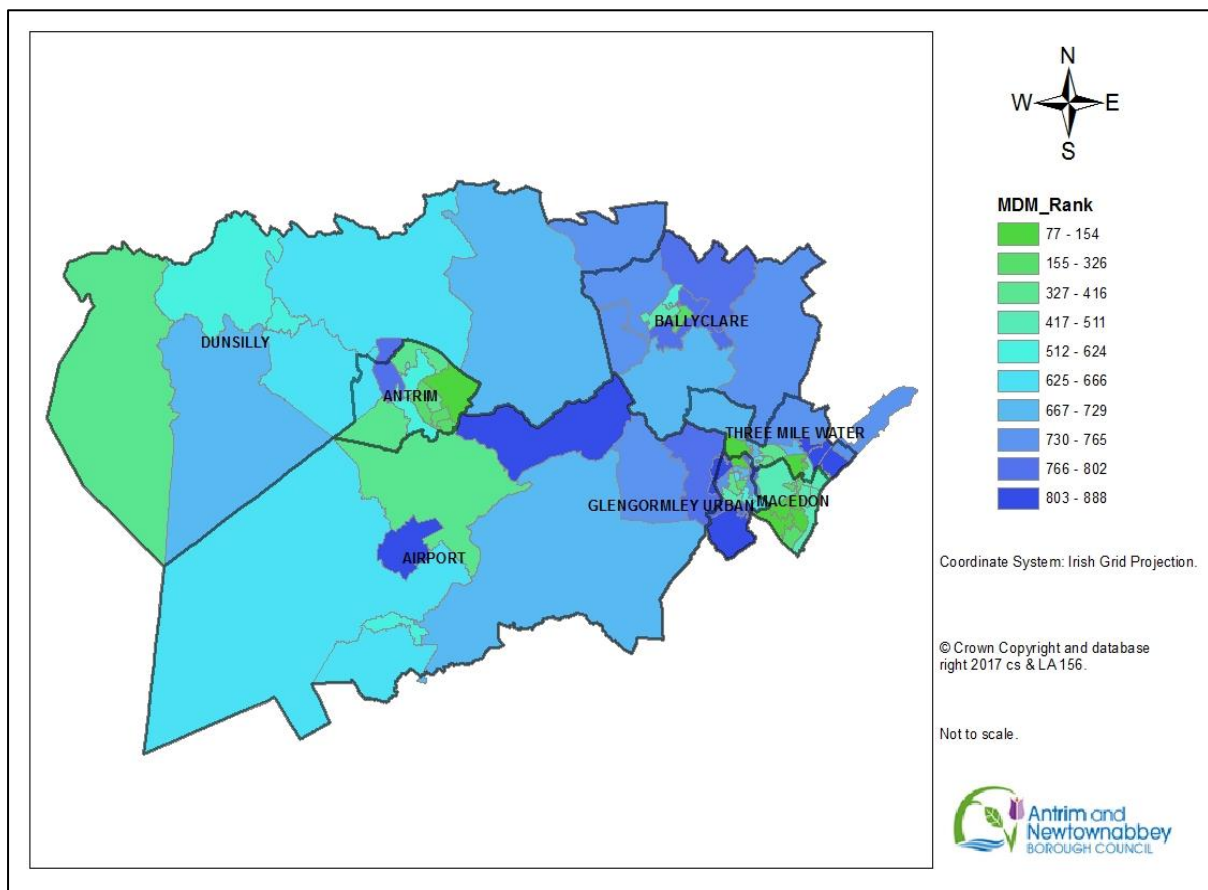 N
W E
S
MDM_Rank
77 - 154
155 - 326
327 - 416
417 - 511
512 - 624
625 - 666
667 - 729
730 - 765
766 - 802
803 - 888
BALLYCLARE
DUNSILLY
ANTRIM
THREE MILE WATER
GLENGORMLEY URBAN
MACEDON
AIRPORT
Coordinate System: Irish Grid Projection.
© Crown Copyright and database
right 2017 cs & LA 156.
Not to scale.
Antrim and
Newtownabbey
BOROUGH COUNCIL